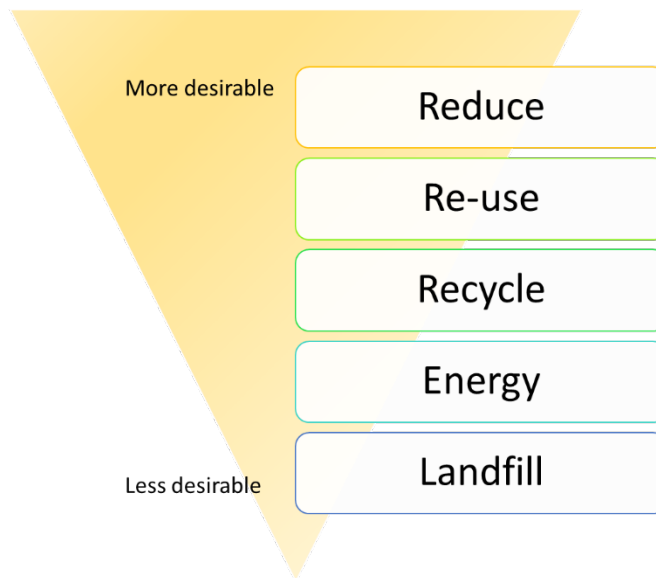 More desirable
Reduce
Re-use
Recycle
Energy
Less desirable
Landfill